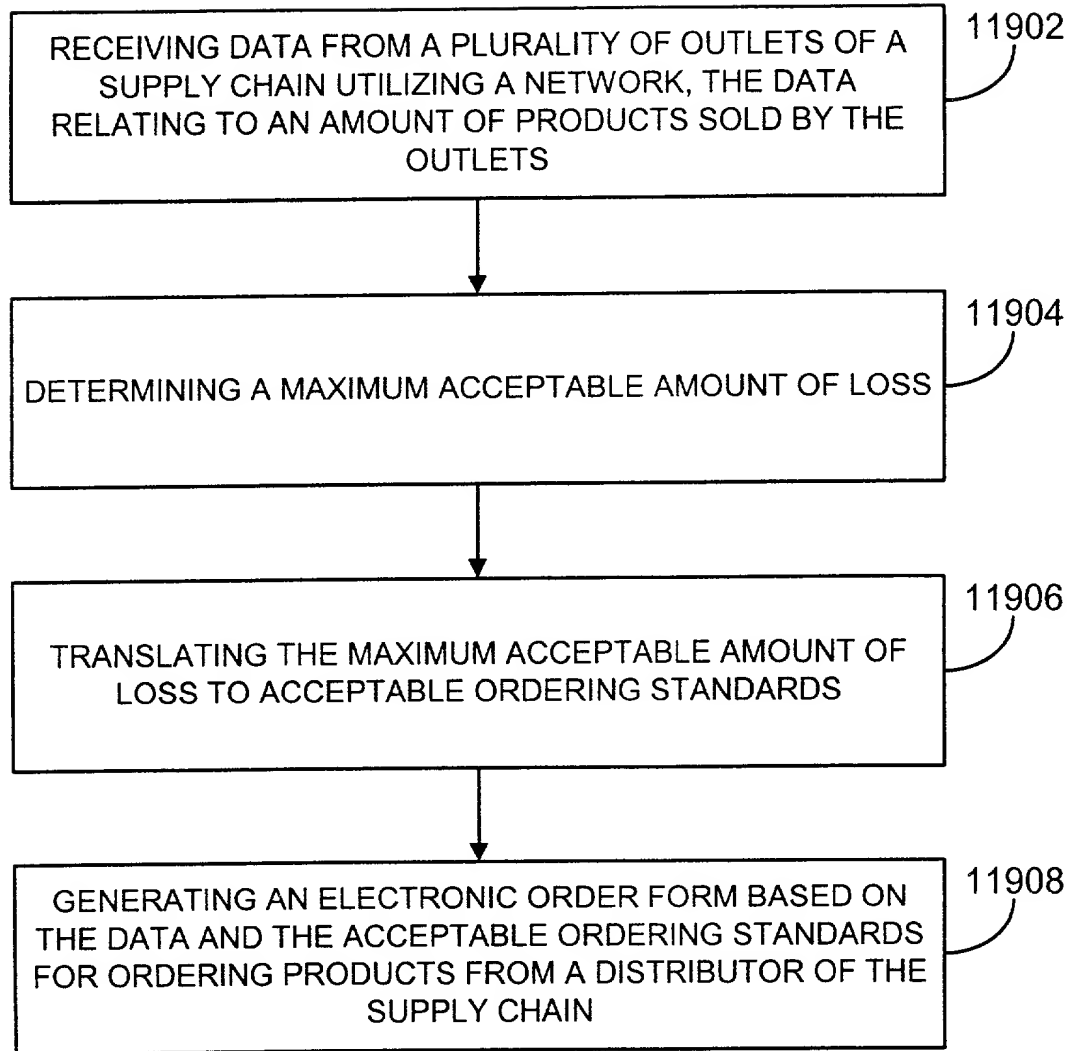 11902
RECEIVING DATA FROM A PLURALITY OF OUTLETS OF A
SUPPLY CHAIN UTILIZING A NETWORK, THE DATA
RELATING TO AN AMOUNT OF PRODUCTS SOLD BY THE
OUTLETS
11904
DETERMINING A MAXIMUM ACCEPTABLE AMOUNT OF LOSS
11906
TRANSLATING THE MAXIMUM ACCEPTABLE AMOUNT OF
LOSS TO ACCEPTABLE ORDERING STANDARDS
11908
GENERATING AN ELECTRONIC ORDER FORM BASED ON
THE DATA AND THE ACCEPTABLE ORDERING STANDARDS
FOR ORDERING PRODUCTS FROM A DISTRIBUTOR OF THE
SUPPLY CHAIN